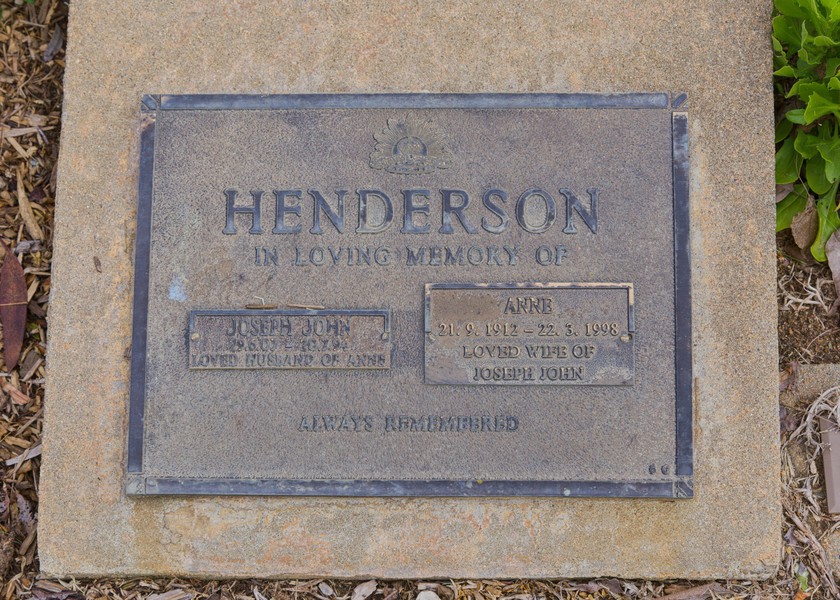 HENDERSON
IN LOVING MEMORY OF
JOSEPH JOHN
LOVED HUSBAND OF ANNE
ANNE
21. 9. 1912 – 22. 3. 1998
LOVED WIFE OF
JOSEPH JOHN
ALWAYS REMEMBERED